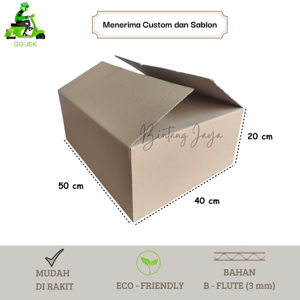 GO-JEK
Menerima Custom dan Sablon
Bintang Jaya
20 cm
50 cm
40 cm
MUDAH
DI RAKIT
ECO - FRIENDLY
BAHAN
B - FLUTE (3 mm)